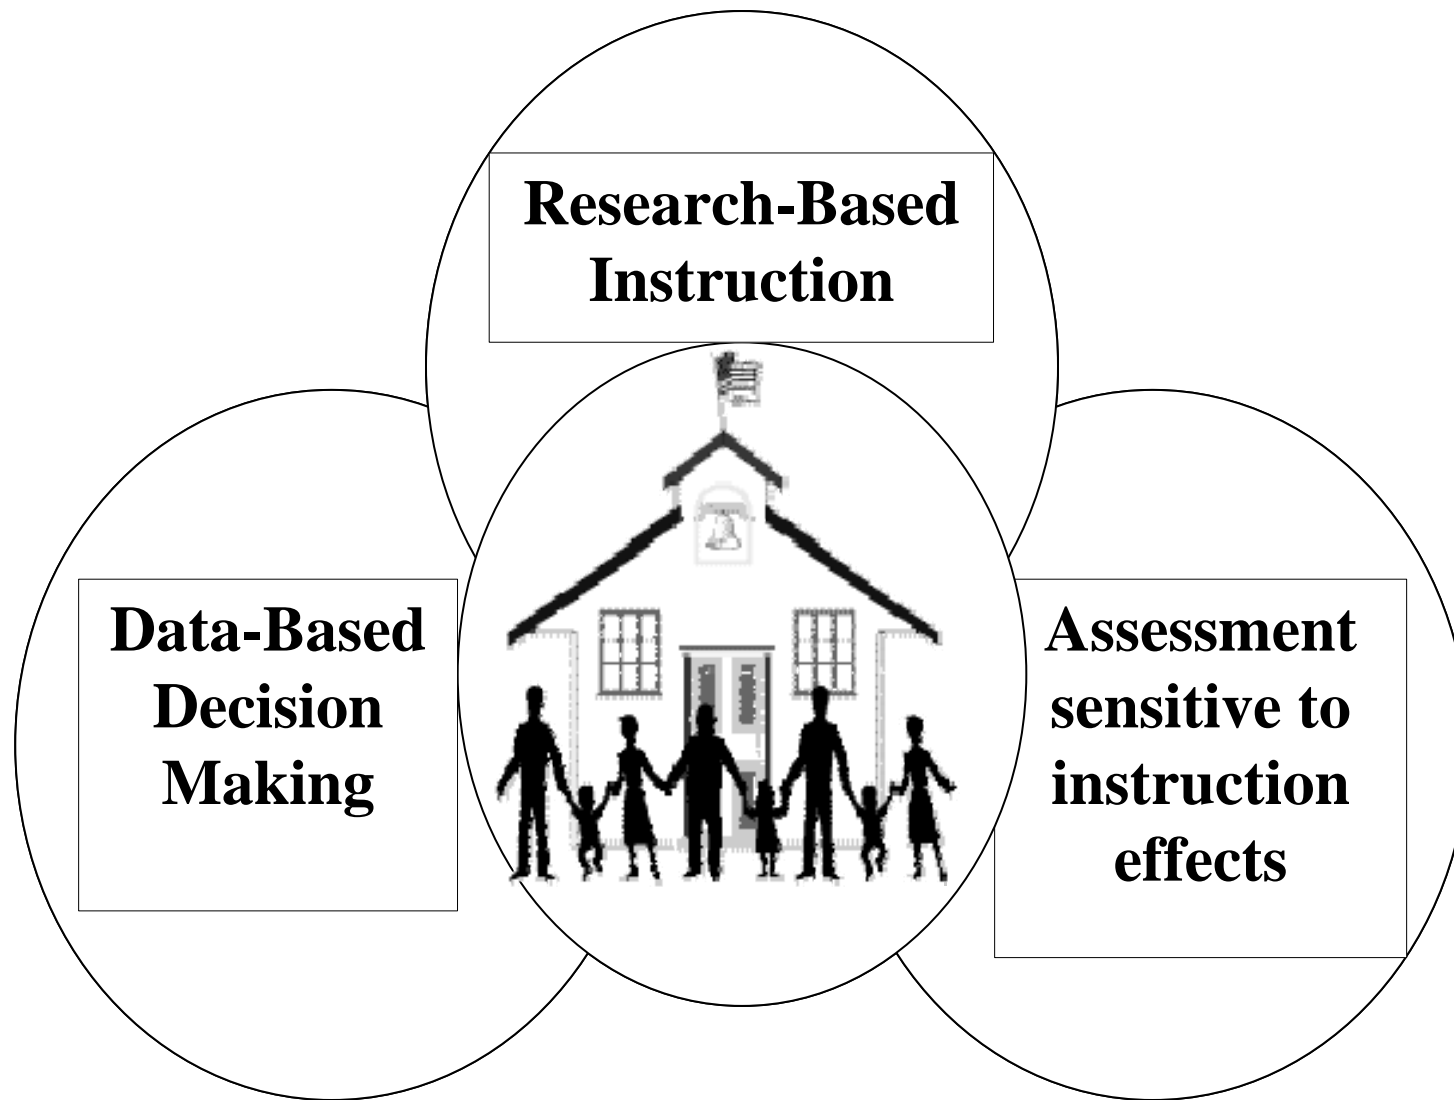 Research-Based
Instruction
Data-Based
Decision
Making
Assessment
sensitive to
instruction
effects